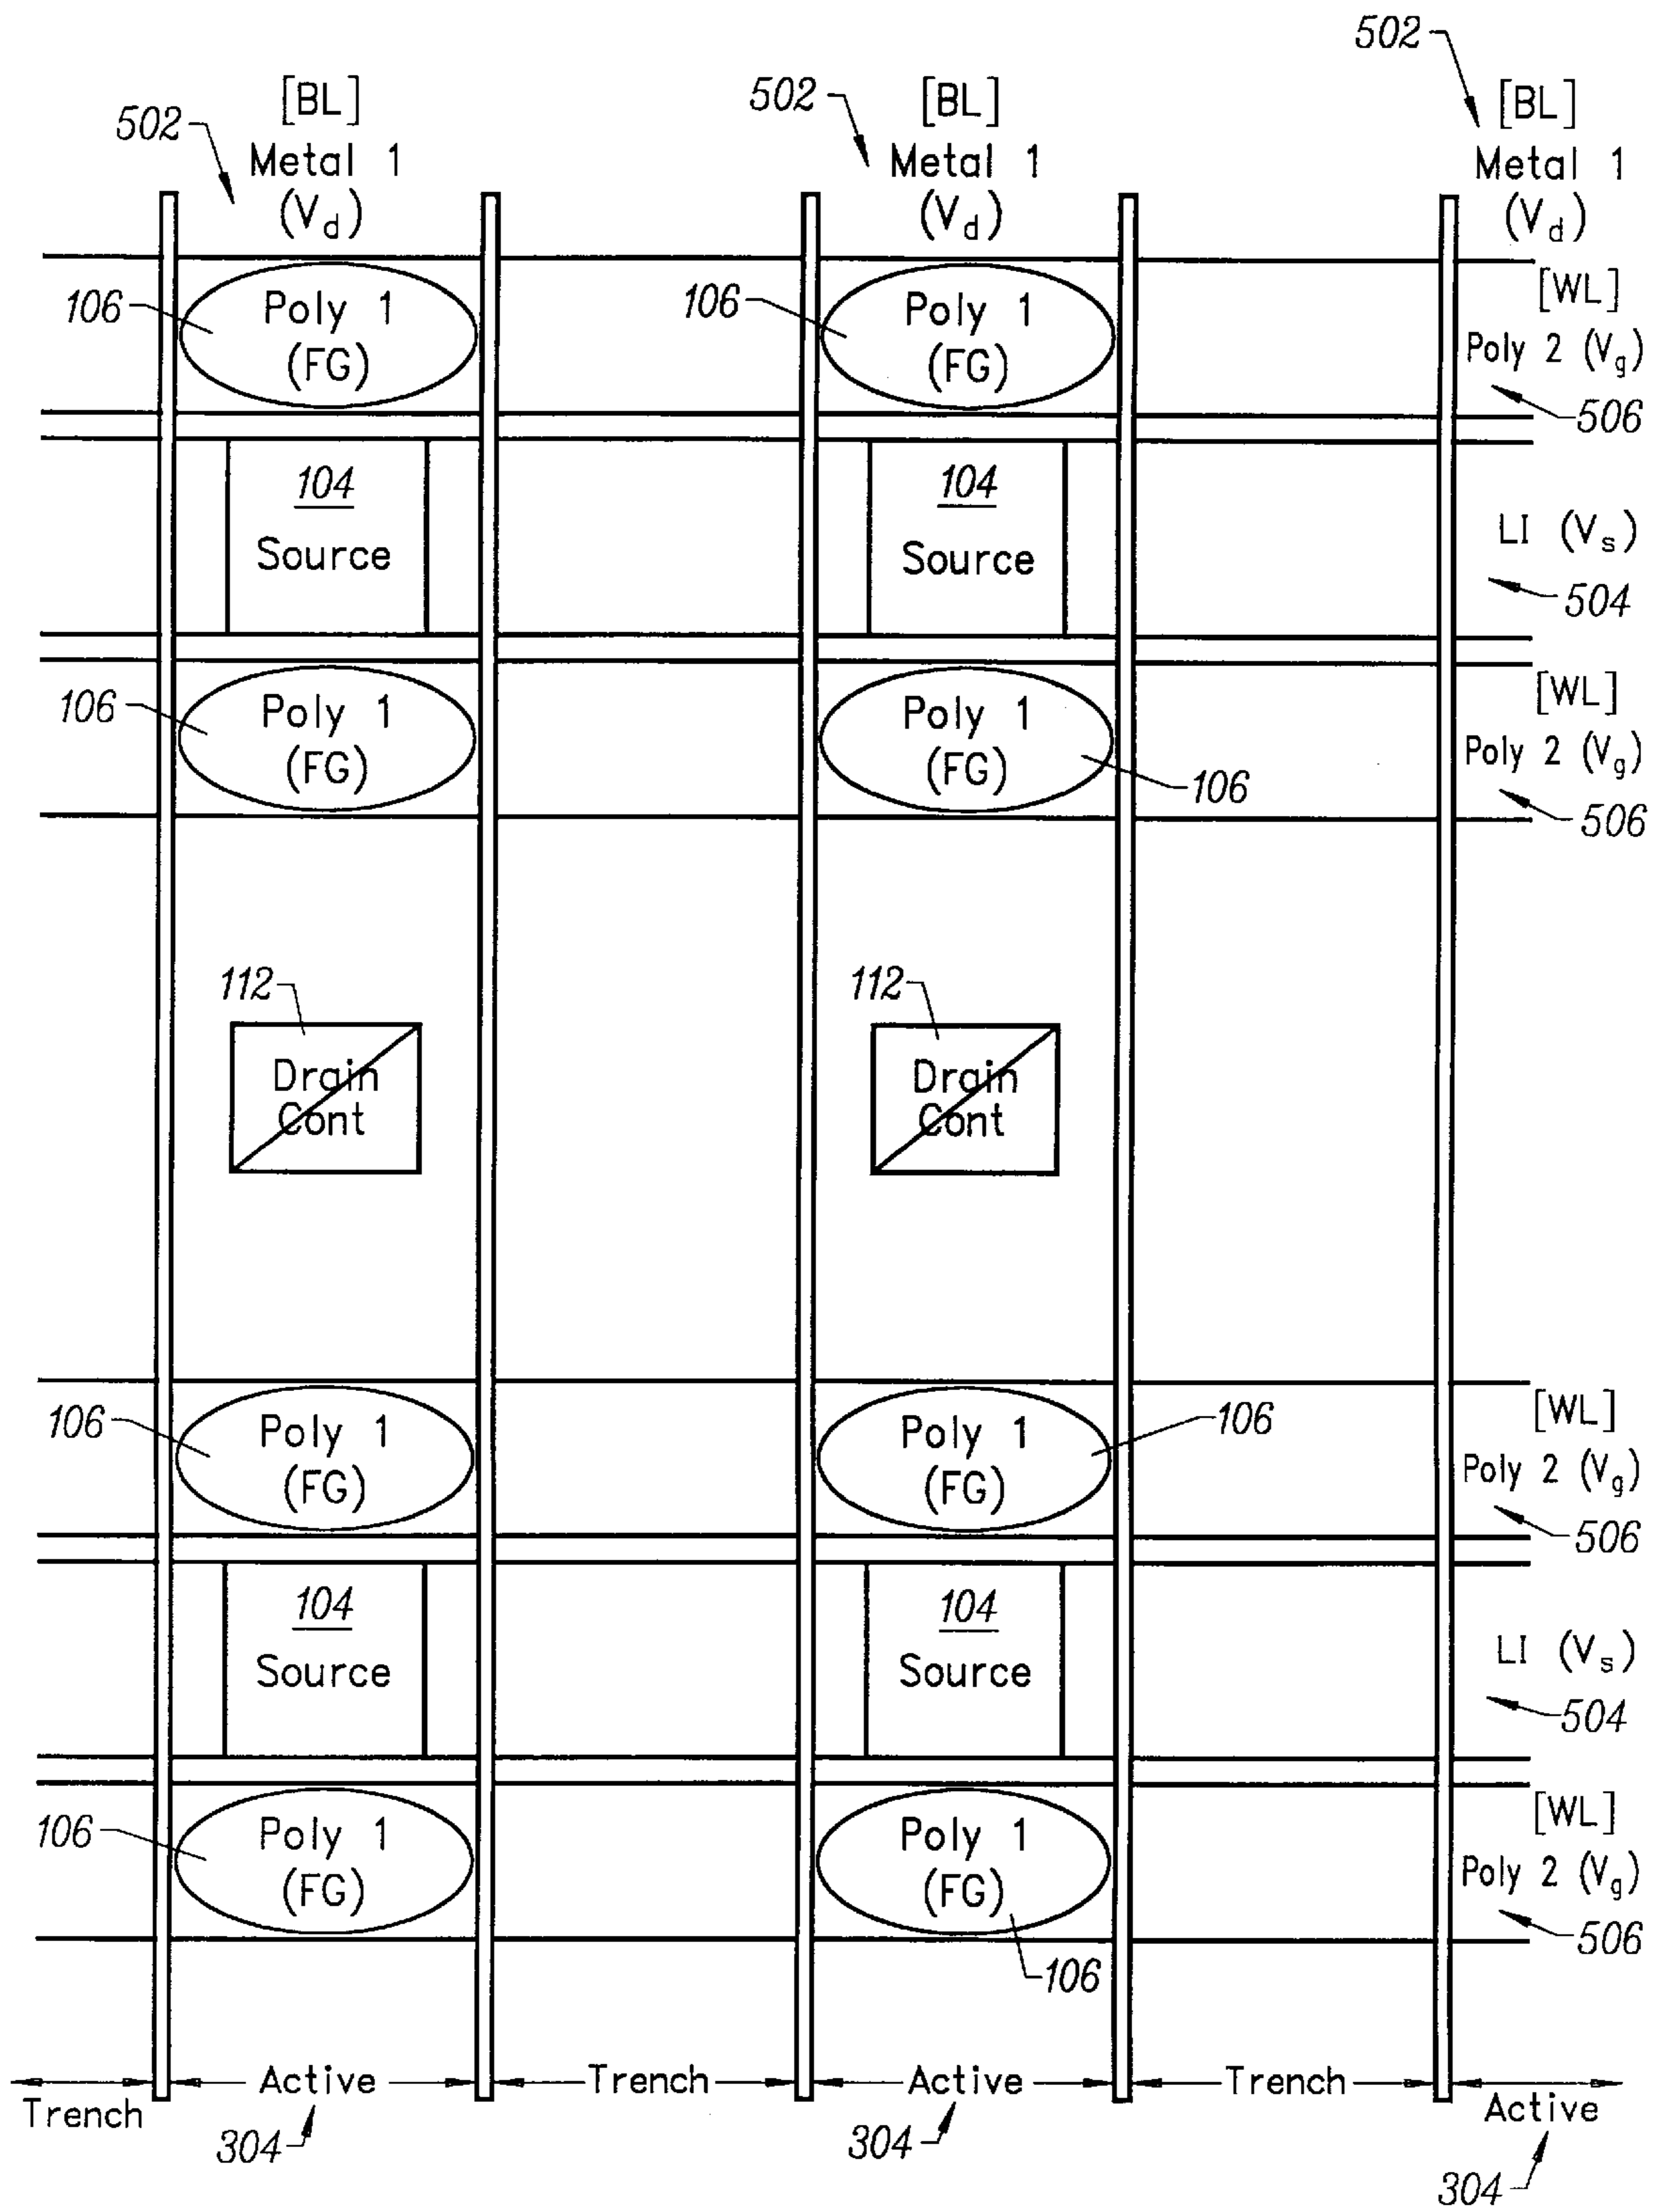 502
[BL]
Metal 1
(Vd)
502
[BL]
Metal 1
(Vd)
502
[BL]
Metal 1
(Vd)
106
Poly 1
(FG)
106
Poly 1
(FG)
[WL]
Poly 2 (Vg)
506
104
Source
104
Source
LI (Vs)
504
106
Poly 1
(FG)
Poly 1
(FG)
106
[WL]
Poly 2 (Vg)
506
112
Drain
Cont
112
Drain
Cont
106
Poly 1
(FG)
Poly 1
(FG)
106
[WL]
Poly 2 (Vg)
506
104
Source
104
Source
LI (Vs)
504
106
Poly 1
(FG)
Poly 1
(FG)
106
[WL]
Poly 2 (Vg)
506
Trench
Active
304
Trench
Active
304
Trench
Active
304